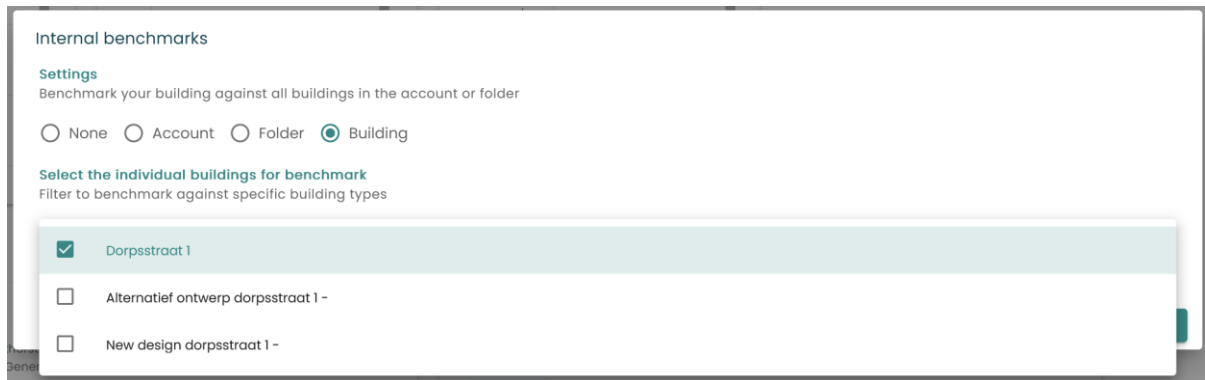 Internal benchmarks
Settings
Benchmark your building against all buildings in the account or folder
None Account Folder Building
Select the individual buildings for benchmark
Filter to benchmark against specific building types
Dorpsstraat 1
Alternatief ontwerp dorpsstraat 1 -
New design dorpsstraat 1 -